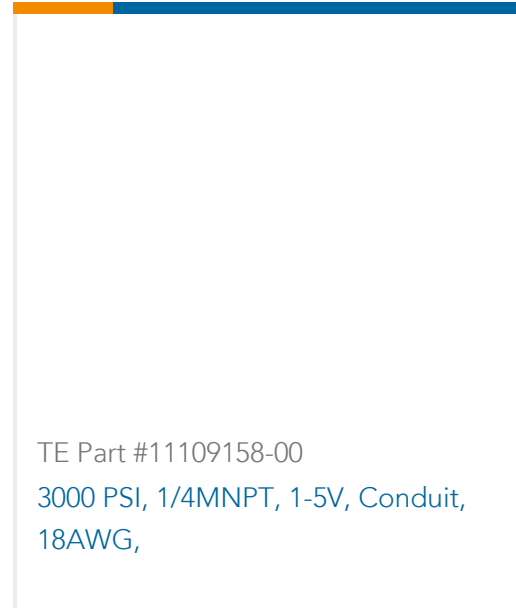 TE Part #11109158-00
3000 PSI, 1/4MNPT, 1-5V, Conduit,
18AWG,